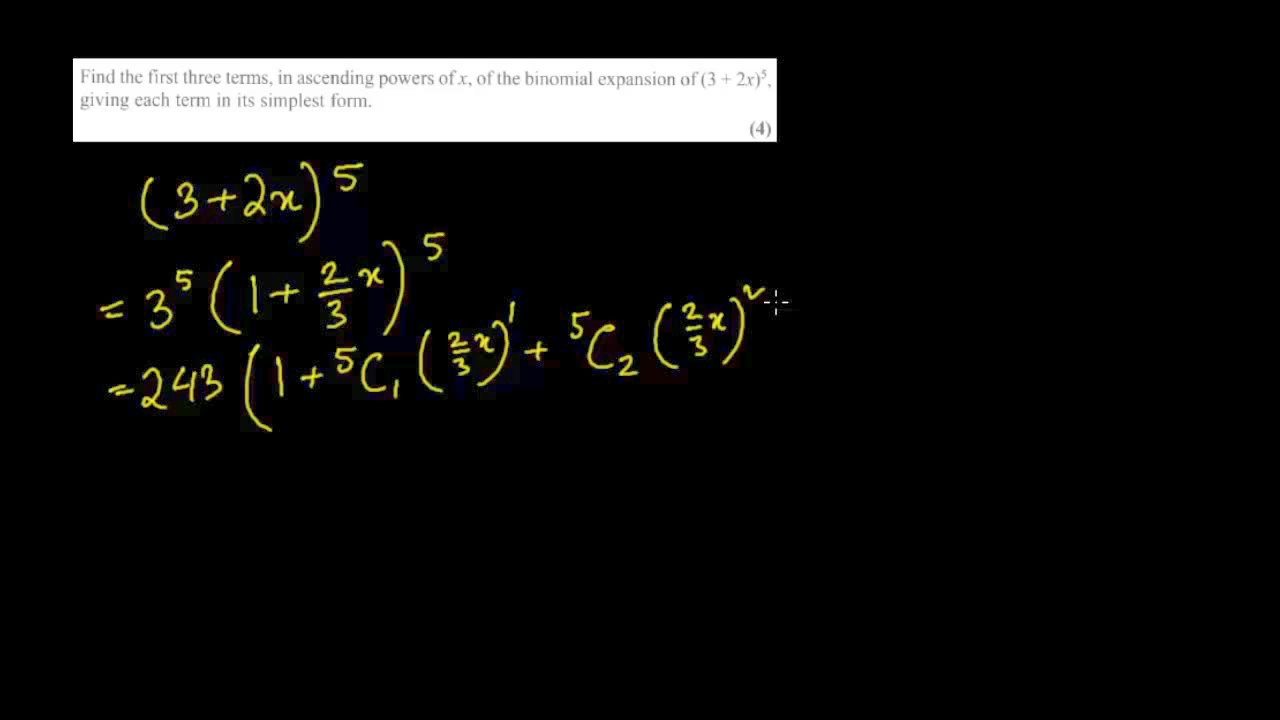 Find the first three terms, in ascending powers of x, of the binomial expansion of (3 + 2x)⁵,
giving each term in its simplest form.
(4)
(3+2x)⁵
= 3⁵ (1 + 2/3 x)⁵
= 243 (1 + ⁵C₁ (2/3 x)¹ + ⁵C₂ (2/3 x)²